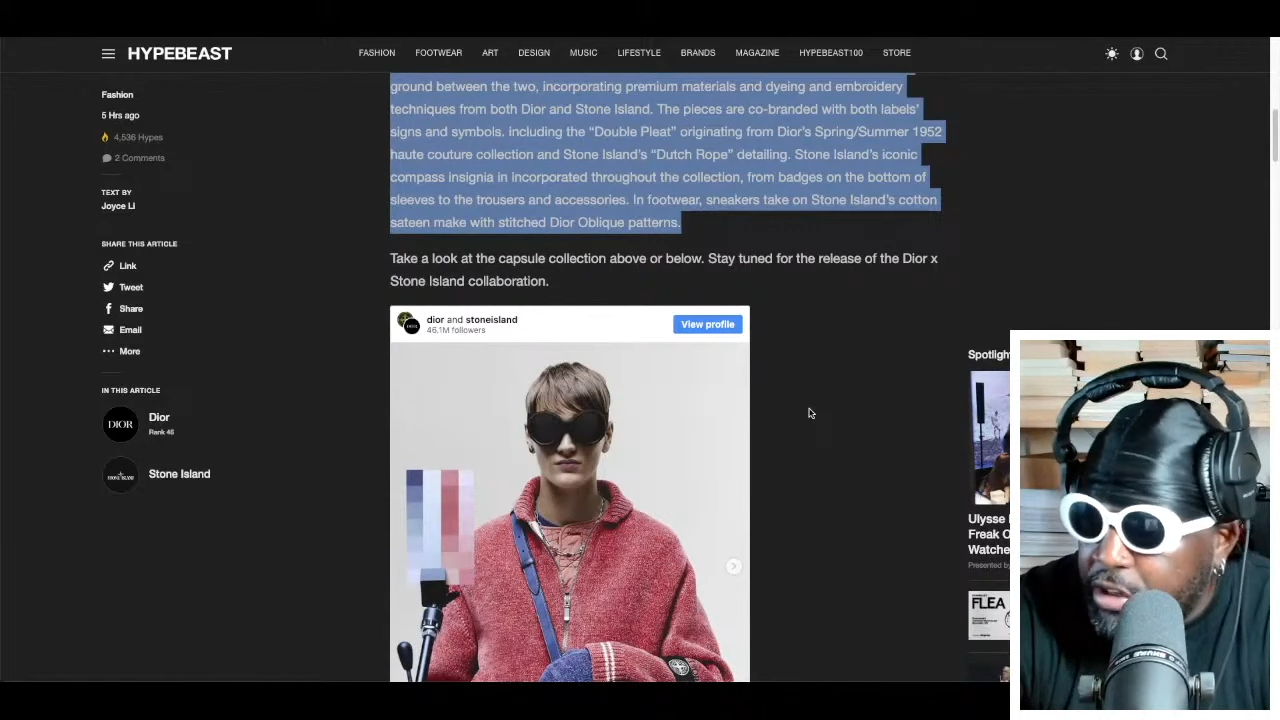 HYPEBEAST
FASHION FOOTWEAR ART DESIGN MUSIC LIFESTYLE BRANDS MAGAZINE HYPEBEAST100 STORE
Fashion
5 Hrs ago
4,536 Hypes
2 Comments
TEXT BY
Joyce Li
SHARE THIS ARTICLE
Link
Tweet
Share
Email
More
IN THIS ARTICLE
DIOR
Dior
Rank 46
STONE ISLAND
Stone Island
ground between the two, incorporating premium materials and dyeing and embroidery
techniques from both Dior and Stone Island. The pieces are co-branded with both labels’
signs and symbols. including the “Double Pleat” originating from Dior’s Spring/Summer 1952
haute couture collection and Stone Island’s “Dutch Rope” detailing. Stone Island’s iconic
compass insignia in incorporated throughout the collection, from badges on the bottom of
sleeves to the trousers and accessories. In footwear, sneakers take on Stone Island’s cotton
sateen make with stitched Dior Oblique patterns.
Take a look at the capsule collection above or below. Stay tuned for the release of the Dior x
Stone Island collaboration.
dior and stoneisland
46.1M followers
View profile
Spotligh
Ulysse
Freak O
Watche
Presented by
FLEA
SHURE